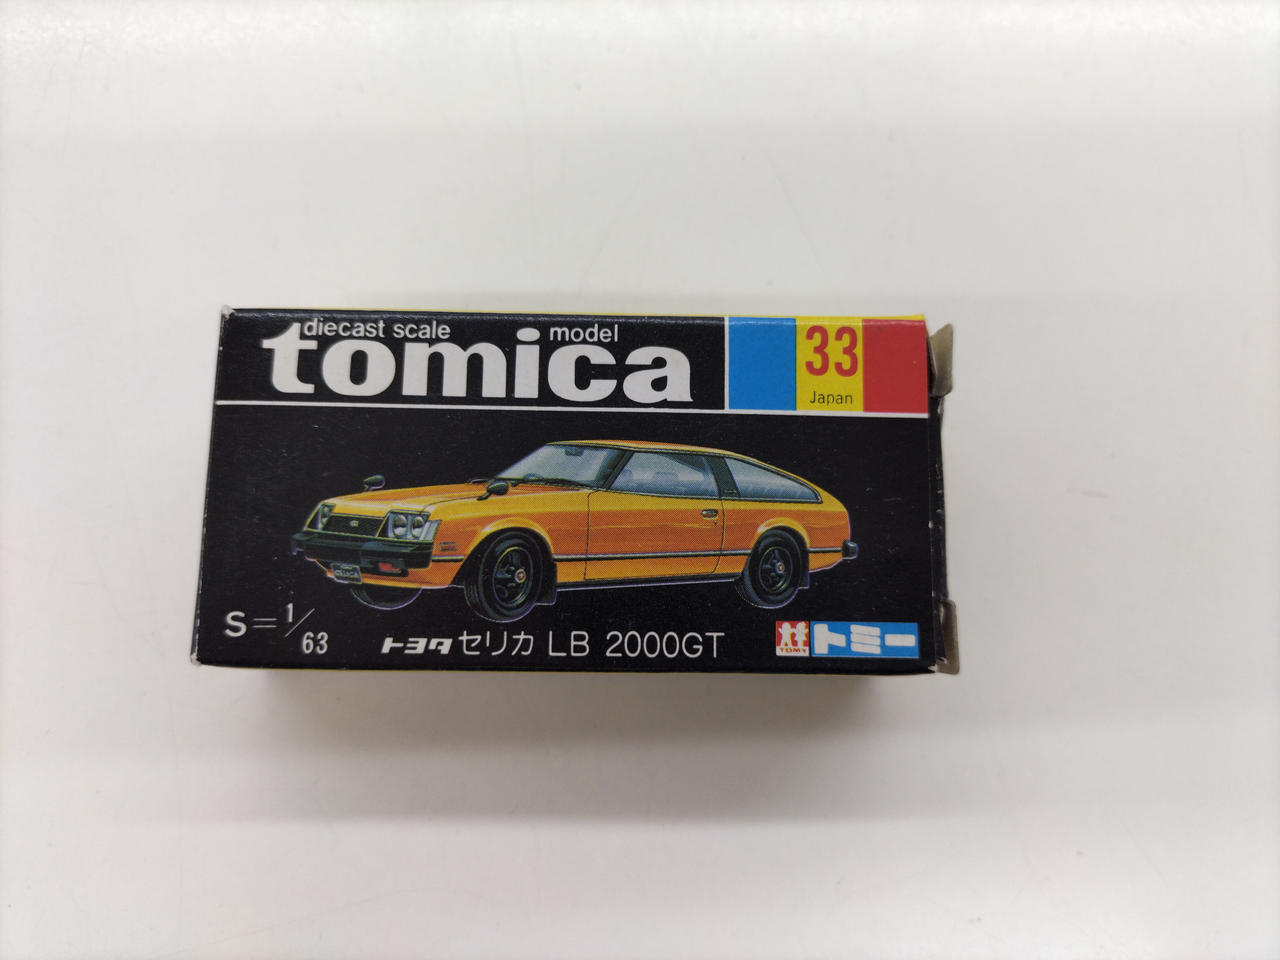 diecast scale model
tomica
33
Japan
S=1/63
トヨタ セリカ LB 2000GT
TOMY
トミー